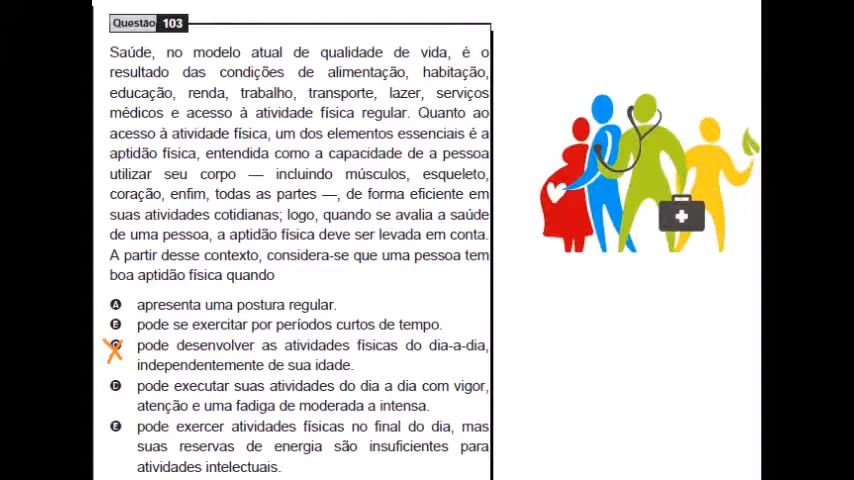 Questão 103
Saúde, no modelo atual de qualidade de vida, é o
resultado das condições de alimentação, habitação,
educação, renda, trabalho, transporte, lazer, serviços
médicos e acesso à atividade física regular. Quanto ao
acesso à atividade física, um dos elementos essenciais é a
aptidão física, entendida como a capacidade de a pessoa
utilizar seu corpo — incluindo músculos, esqueleto,
coração, enfim, todas as partes —, de forma eficiente em
suas atividades cotidianas; logo, quando se avalia a saúde
de uma pessoa, a aptidão física deve ser levada em conta.
A partir desse contexto, considera-se que uma pessoa tem
boa aptidão física quando
A apresenta uma postura regular.
B pode se exercitar por períodos curtos de tempo.
C pode desenvolver as atividades físicas do dia-a-dia,
independentemente de sua idade.
D pode executar suas atividades do dia a dia com vigor,
atenção e uma fadiga de moderada a intensa.
E pode exercer atividades físicas no final do dia, mas
suas reservas de energia são insuficientes para
atividades intelectuais.